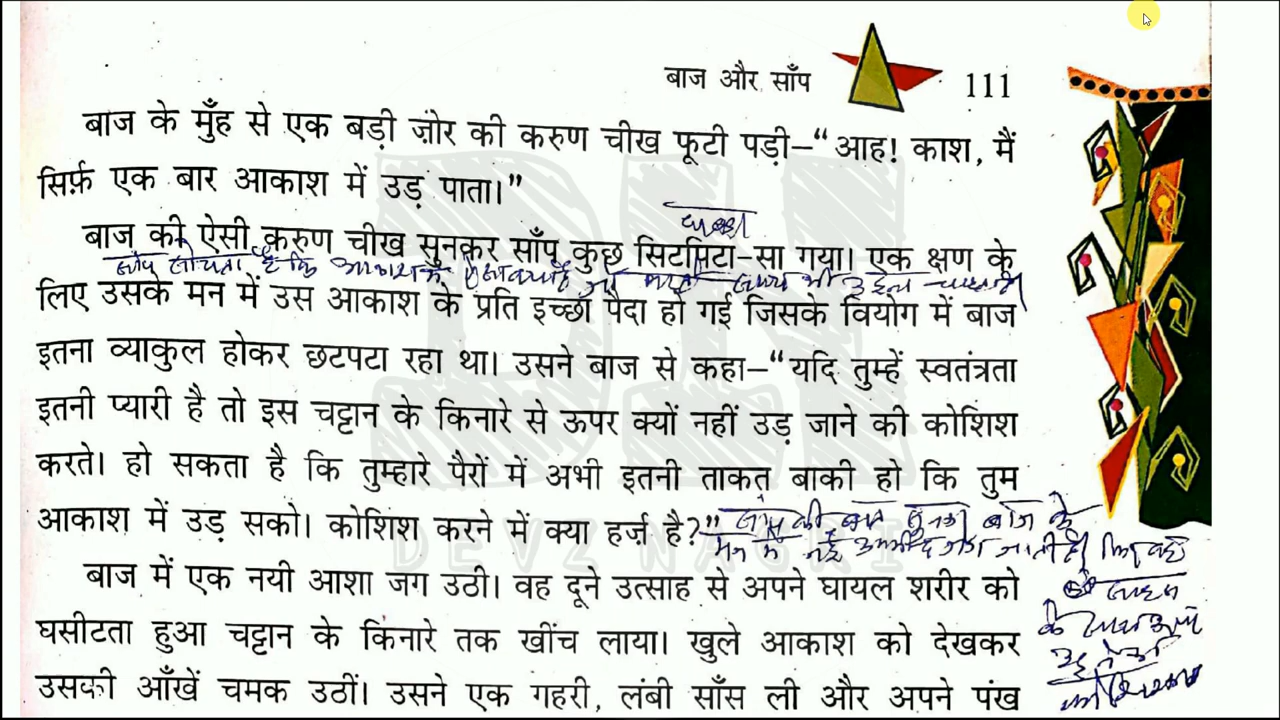 बाज और साँप 111
बाज के मुँह से एक बड़ी ज़ोर की करुण चीख फूटी पड़ी–“आह! काश, मैं
सिर्फ़ एक बार आकाश में उड़ पाता।”
बाज की ऐसी करुण चीख सुनकर साँप कुछ सिटपिटा-सा गया। एक क्षण के
लिए उसके मन में उस आकाश के प्रति इच्छा पैदा हो गई जिसके वियोग में बाज
इतना व्याकुल होकर छटपटा रहा था। उसने बाज से कहा–“यदि तुम्हें स्वतंत्रता
इतनी प्यारी है तो इस चट्टान के किनारे से ऊपर क्यों नहीं उड़ जाने की कोशिश
करते। हो सकता है कि तुम्हारे पैरों में अभी इतनी ताकत बाकी हो कि तुम
आकाश में उड़ सको। कोशिश करने में क्या हर्ज़ है?”
बाज में एक नयी आशा जग उठी। वह दूने उत्साह से अपने घायल शरीर को
घसीटता हुआ चट्टान के किनारे तक खींच लाया। खुले आकाश को देखकर
उसकी आँखें चमक उठीं। उसने एक गहरी, लंबी साँस ली और अपने पंख
DEVZ NAGRI